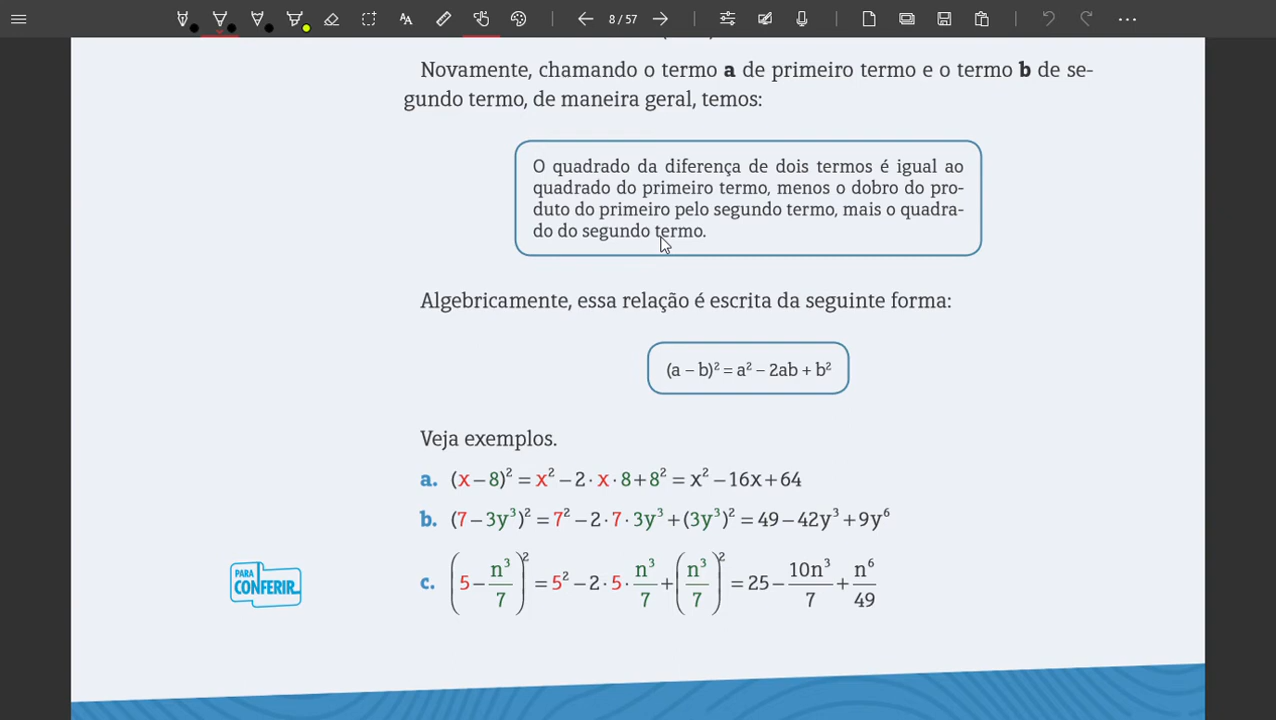 8 / 57
Novamente, chamando o termo a de primeiro termo e o termo b de se-
gundo termo, de maneira geral, temos:
O quadrado da diferença de dois termos é igual ao
quadrado do primeiro termo, menos o dobro do pro-
duto do primeiro pelo segundo termo, mais o quadra-
do do segundo termo.
Algebricamente, essa relação é escrita da seguinte forma:
(a – b)² = a² – 2ab + b²
Veja exemplos.
a. (x – 8)² = x² – 2 · x · 8 + 8² = x² – 16x + 64
b. (7 – 3y³)² = 7² – 2 · 7 · 3y³ + (3y³)² = 49 – 42y³ + 9y⁶
c. (5 – n³/7)² = 5² – 2 · 5 · n³/7 + (n³/7)² = 25 – 10n³/7 + n⁶/49
PARA
CONFERIR